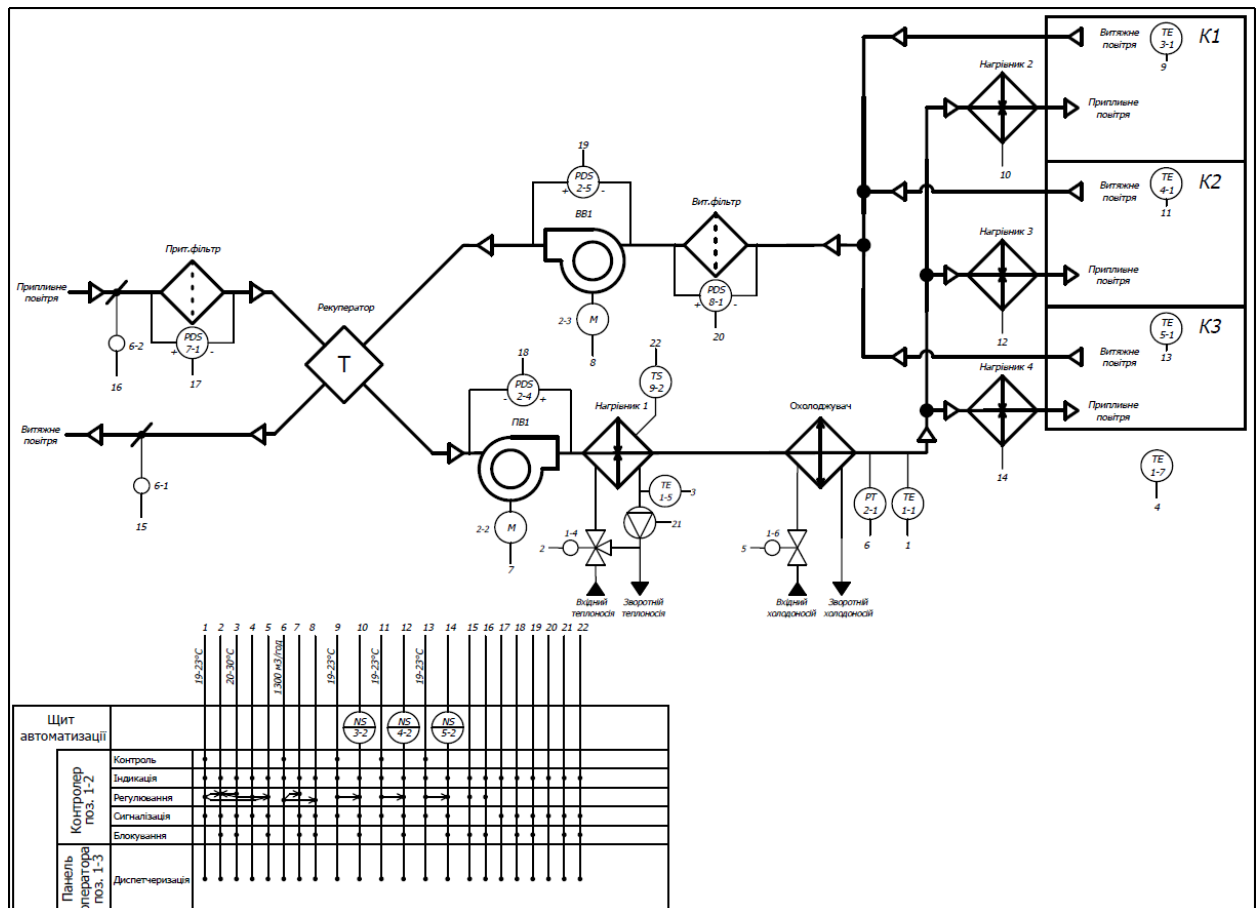 Витяжне
повітря
TE
3-1
9
К1
Нагрівник 2
Припливне
повітря
10
19
PDS
2-5
+ -
ВВ1
Вит.фільтр
PDS
8-1
+ -
20
М
2-3
8
Витяжне
повітря
TE
4-1
11
К2
Нагрівник 3
Припливне
повітря
12
Прит.фільтр
Припливне
повітря
6-2
16
PDS
7-1
+ -
17
Рекуператор
Т
TE
5-1
13
К3
Витяжне
повітря
Нагрівник 4
Припливне
повітря
14
Витяжне
повітря
6-1
15
18
PDS
2-4
- +
ПВ1
М
2-2
7
22
TS
9-2
Нагрівник 1
TE
1-5
3
21
1-4
2
Вхідний
теплоносія
Зворотній
теплоносія
Охолоджувач
1-6
5
Вхідний
холодоносій
Зворотній
холодоносій
PT
2-1
6
TE
1-1
1
TE
1-7
4
1 2 3 4 5 6 7 8 9 10 11 12 13 14 15 16 17 18 19 20 21 22
19-23°C
20-30°C
1300 м3/год
19-23°C
19-23°C
19-23°C
NS
3-2
NS
4-2
NS
5-2
Щит
автоматизації
Контролер
поз. 1-2
Контроль
Індикація
Регулювання
Сигналізація
Блокування
Панель
оператора
поз. 1-3
Диспетчеризація